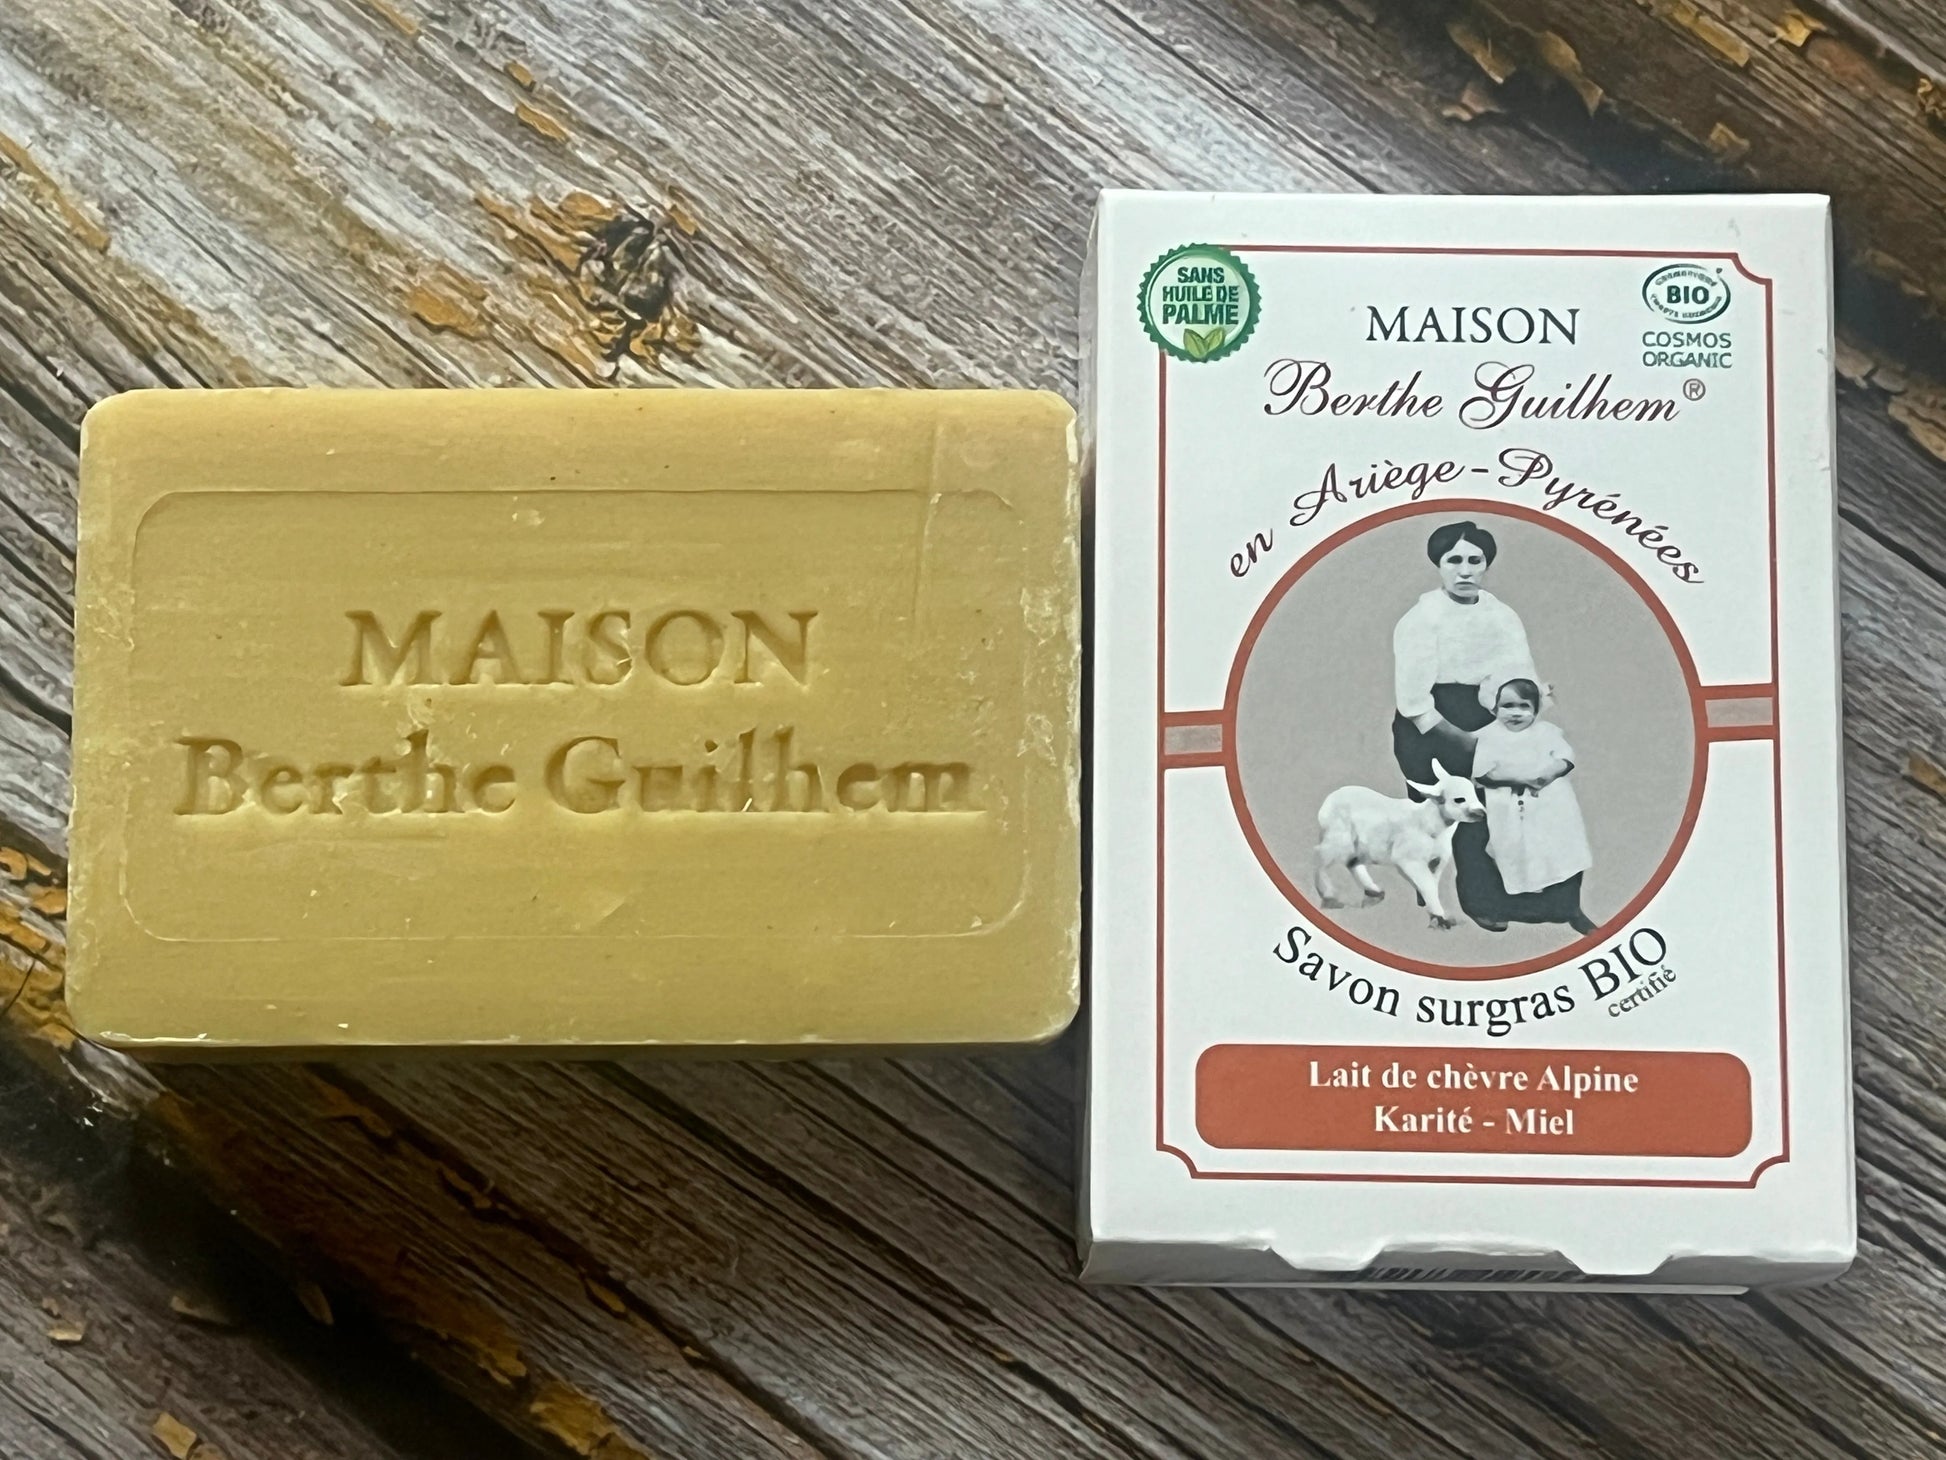 MAISON
Berthe Guilhem
SANS
HUILE DE
PALME
BIO
COSMOS
ORGANIC
MAISON
Berthe Guilhem®
en Ariège-Pyrénées
Savon surgras BIO
certifié
Lait de chèvre Alpine
Karité - Miel